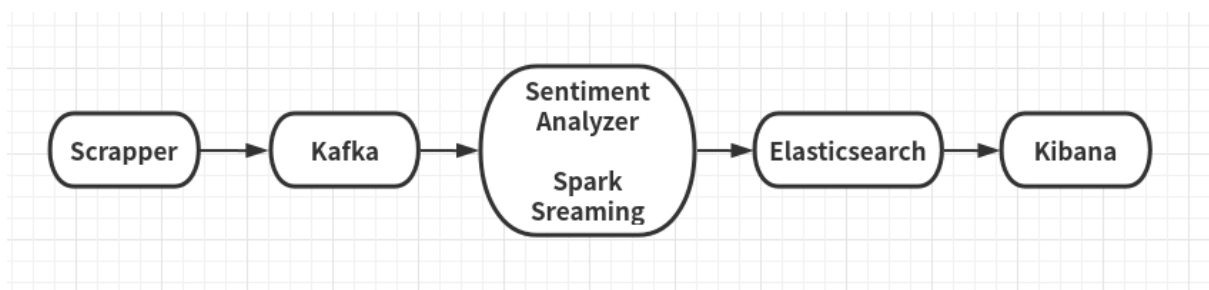 Scrapper
Kafka
Sentiment
Analyzer
Spark
Sreaming
Elasticsearch
Kibana